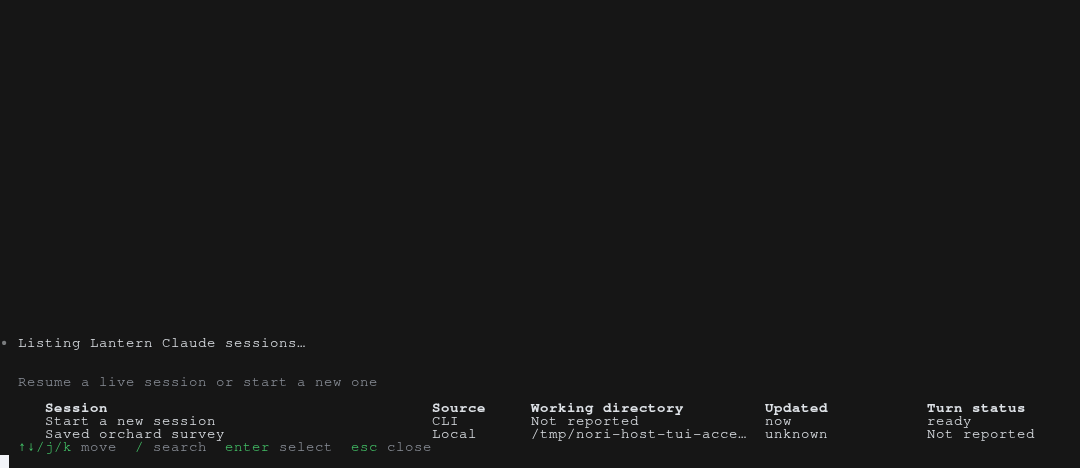 • Listing Lantern Claude sessions…
Resume a live session or start a new one
Session Source Working directory Updated Turn status
Start a new session CLI Not reported now ready
Saved orchard survey Local /tmp/nori-host-tui-acce… unknown Not reported
↑↓/j/k move / search enter select esc close